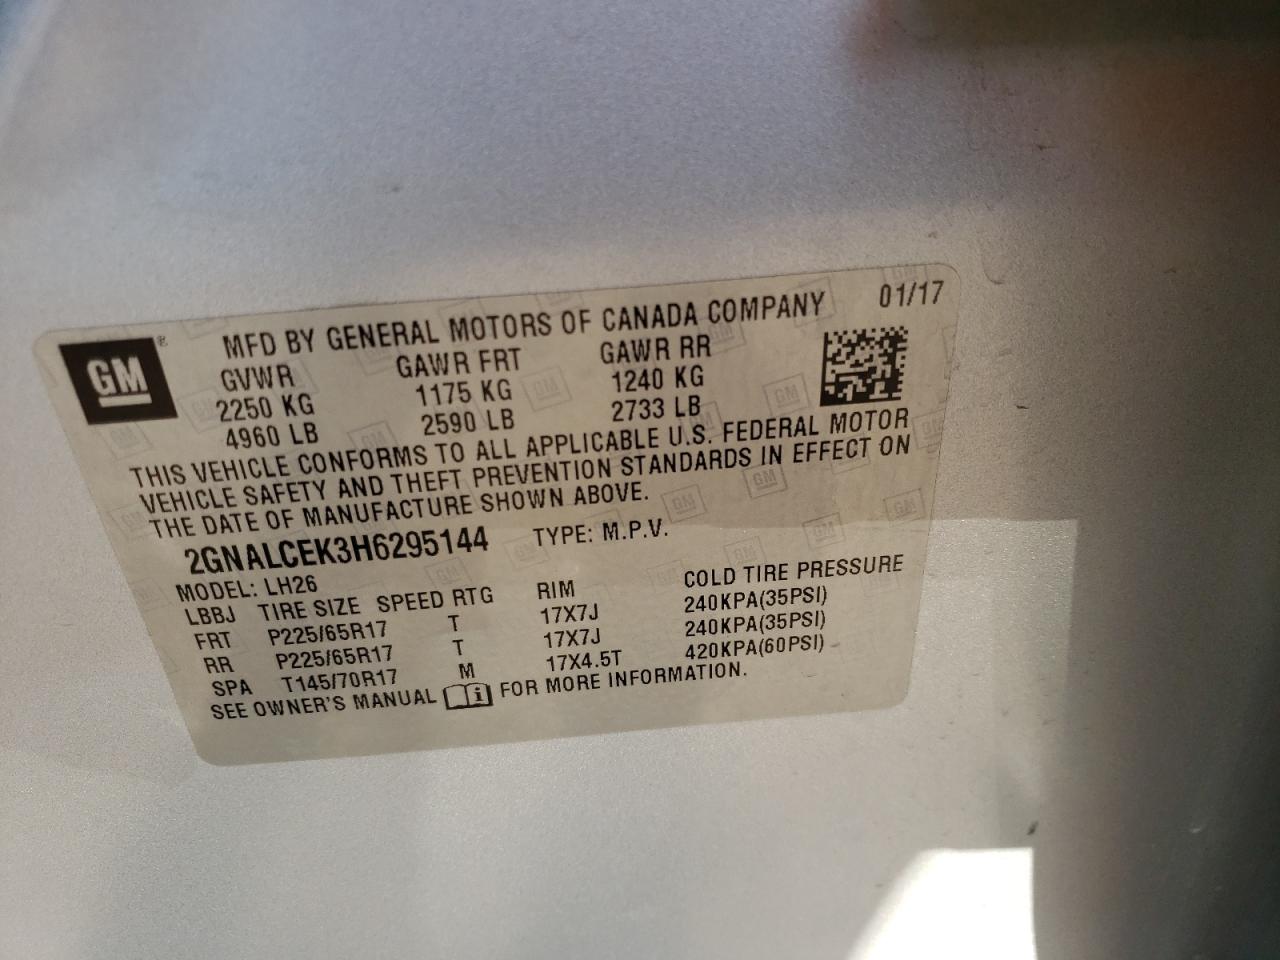 GM ® MFD BY GENERAL MOTORS OF CANADA COMPANY 01/17
GVWR GAWR FRT GAWR RR
2250 KG 1175 KG 1240 KG
4960 LB 2590 LB 2733 LB
THIS VEHICLE CONFORMS TO ALL APPLICABLE U.S. FEDERAL MOTOR
VEHICLE SAFETY AND THEFT PREVENTION STANDARDS IN EFFECT ON
THE DATE OF MANUFACTURE SHOWN ABOVE.
2GNALCEK3H6295144 TYPE: M.P.V.
MODEL: LH26
LBBJ TIRE SIZE SPEED RTG RIM COLD TIRE PRESSURE
FRT P225/65R17 T 17X7J 240KPA(35PSI)
RR P225/65R17 T 17X7J 240KPA(35PSI)
SPA T145/70R17 M 17X4.5T 420KPA(60PSI)
SEE OWNER'S MANUAL i FOR MORE INFORMATION.